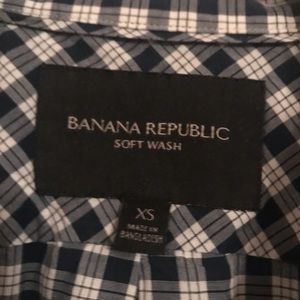 BANANA REPUBLIC
SOFT WASH
XS
MADE IN
BANGLADESH